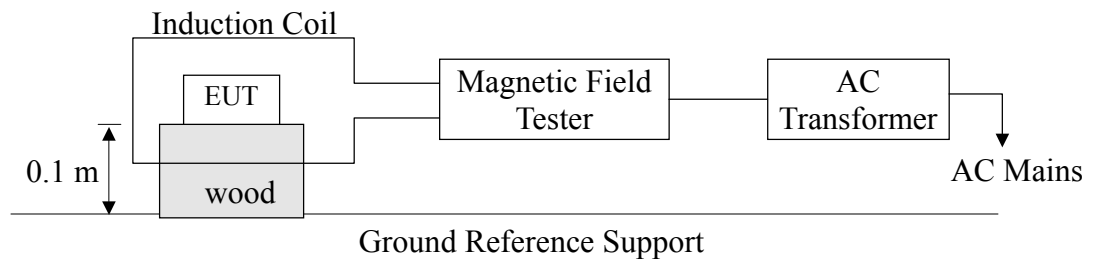 Induction Coil
EUT
Magnetic Field
Tester
AC
Transformer
0.1 m
wood
AC Mains
Ground Reference Support